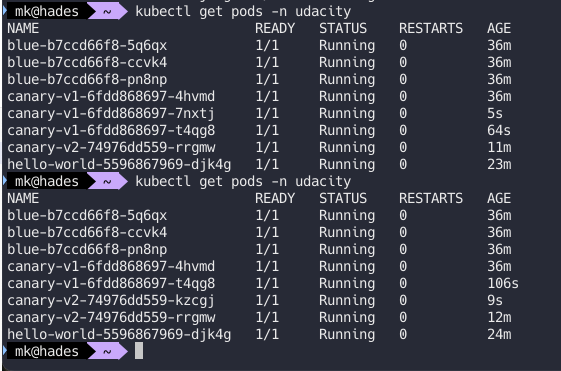 mk@hades ~ kubectl get pods -n udacity
NAME READY STATUS RESTARTS AGE
blue-b7ccd66f8-5q6qx 1/1 Running 0 36m
blue-b7ccd66f8-ccvk4 1/1 Running 0 36m
blue-b7ccd66f8-pn8np 1/1 Running 0 36m
canary-v1-6fdd868697-4hvmd 1/1 Running 0 36m
canary-v1-6fdd868697-7nxtj 1/1 Running 0 5s
canary-v1-6fdd868697-t4qg8 1/1 Running 0 64s
canary-v2-74976dd559-rrgmw 1/1 Running 0 11m
hello-world-5596867969-djk4g 1/1 Running 0 23m
mk@hades ~ kubectl get pods -n udacity
NAME READY STATUS RESTARTS AGE
blue-b7ccd66f8-5q6qx 1/1 Running 0 36m
blue-b7ccd66f8-ccvk4 1/1 Running 0 36m
blue-b7ccd66f8-pn8np 1/1 Running 0 36m
canary-v1-6fdd868697-4hvmd 1/1 Running 0 36m
canary-v1-6fdd868697-t4qg8 1/1 Running 0 106s
canary-v2-74976dd559-kzcgj 1/1 Running 0 9s
canary-v2-74976dd559-rrgmw 1/1 Running 0 12m
hello-world-5596867969-djk4g 1/1 Running 0 24m
mk@hades ~